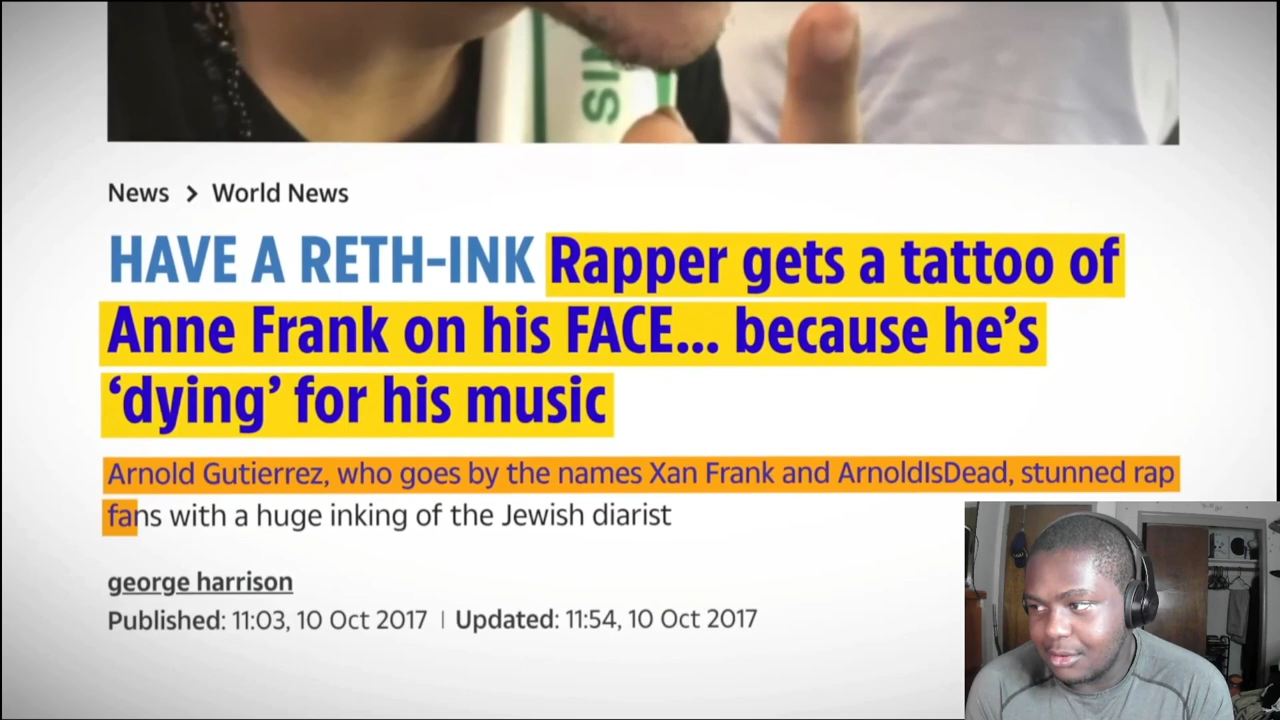 SIN
News > World News
HAVE A RETH-INK Rapper gets a tattoo of
Anne Frank on his FACE... because he's
‘dying’ for his music
Arnold Gutierrez, who goes by the names Xan Frank and ArnoldIsDead, stunned rap
fans with a huge inking of the Jewish diarist
george harrison
Published: 11:03, 10 Oct 2017 | Updated: 11:54, 10 Oct 2017